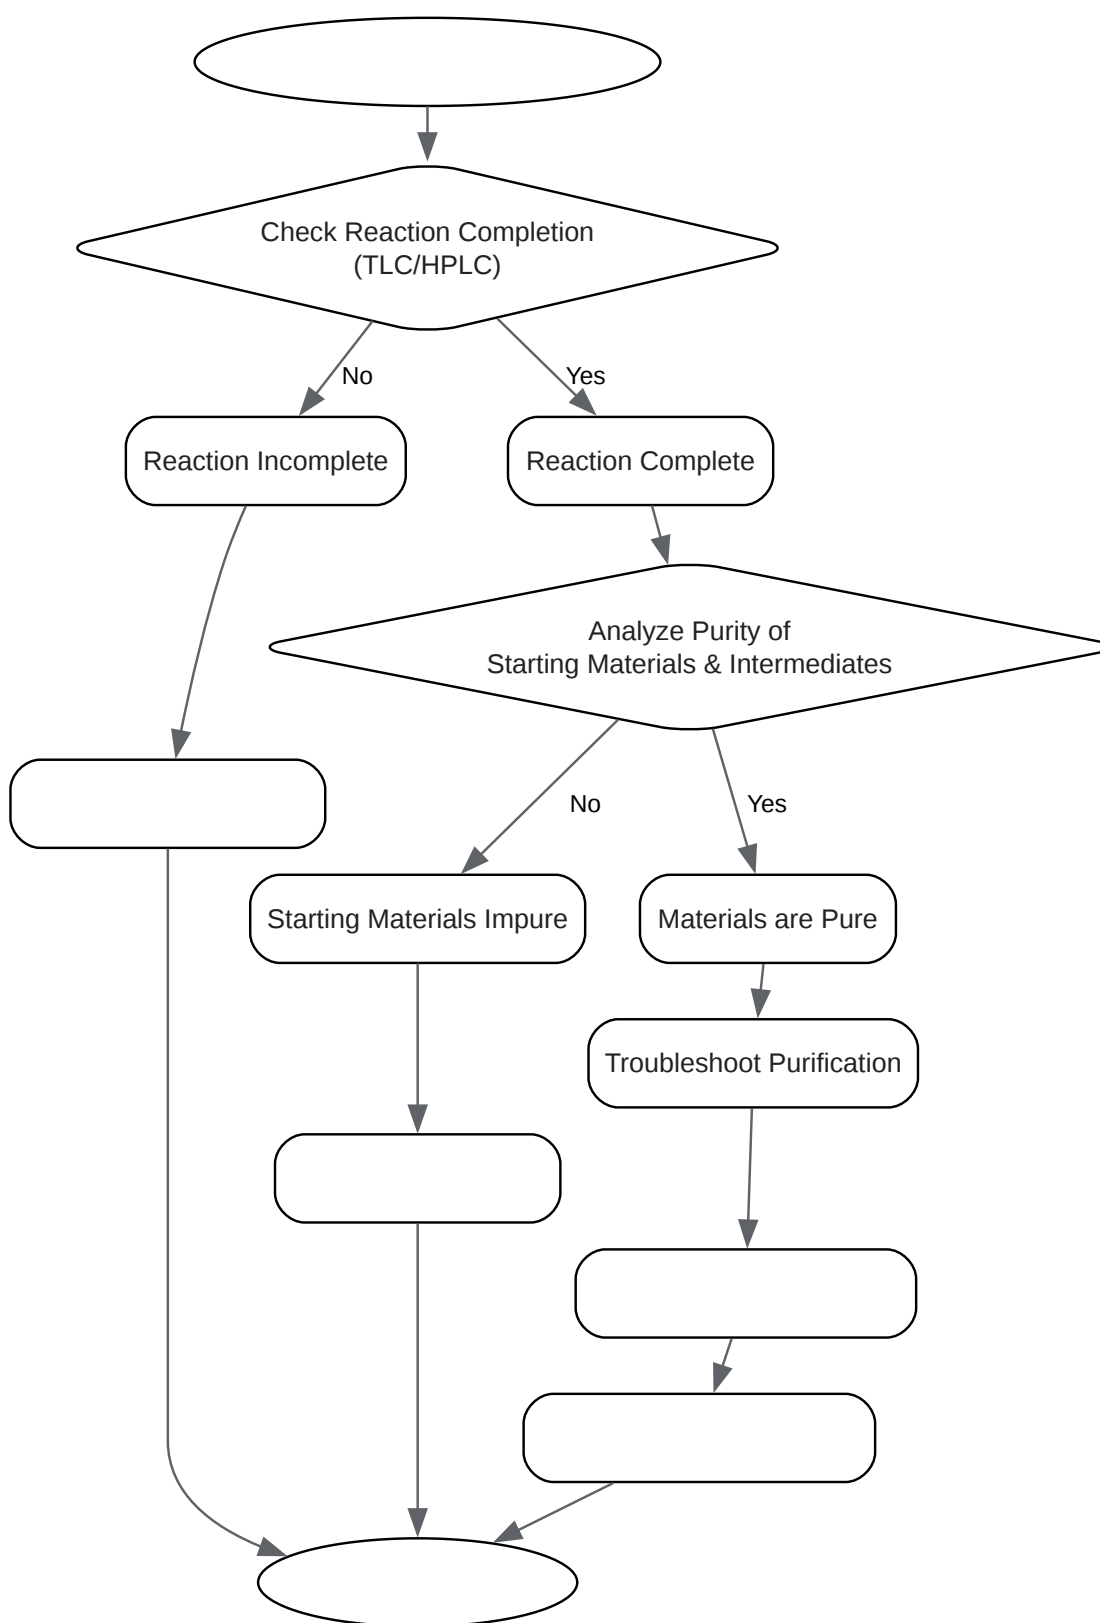 Check Reaction Completion
(TLC/HPLC)
No
Yes
Reaction Incomplete
Reaction Complete
Analyze Purity of
Starting Materials & Intermediates
No
Yes
Starting Materials Impure
Materials are Pure
Troubleshoot Purification